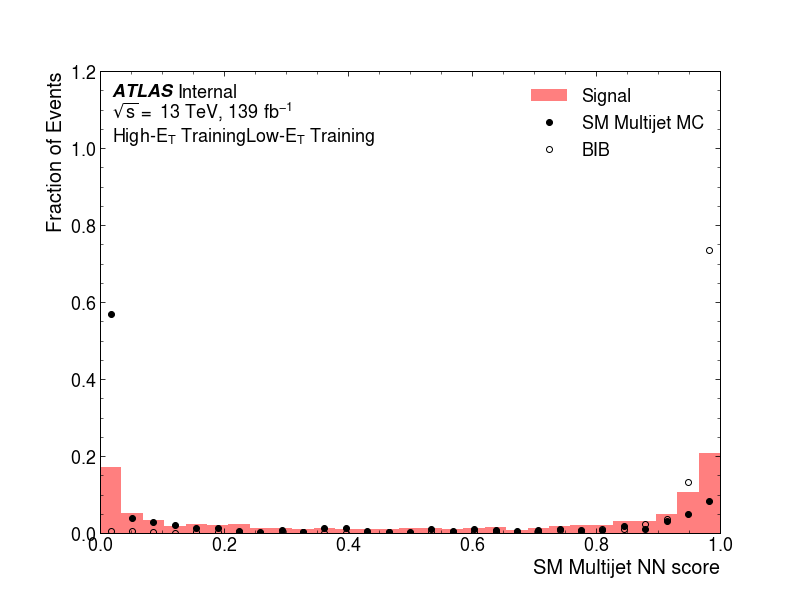 ATLAS Internal
√s = 13 TeV, 139 fb⁻¹
High-E_T TrainingLow-E_T Training
Signal
SM Multijet MC
BIB
Fraction of Events
1.2
1.0
0.8
0.6
0.4
0.2
0.0
0.0 0.2 0.4 0.6 0.8 1.0
SM Multijet NN score